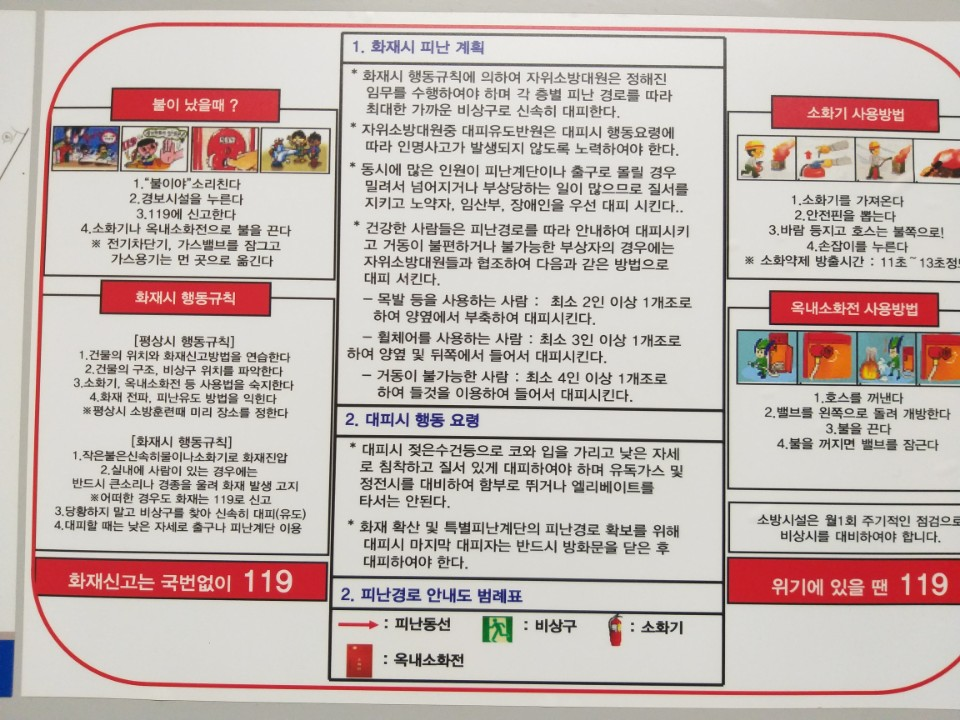 불이 났을때 ?
1."불이야"소리친다
2.경보시설을 누른다
3.119에 신고한다
4.소화기나 옥내소화전으로 불을 끈다
※ 전기차단기, 가스밸브를 잠그고
가스용기는 먼 곳으로 옮긴다
화재시 행동규칙
[평상시 행동규칙]
1.건물의 위치와 화재신고방법을 연습한다
2.건물의 구조, 비상구 위치를 파악한다
3.소화기, 옥내소화전 등 사용법을 숙지한다
4.화재 전파, 피난유도 방법을 익힌다
※평상시 소방훈련때 미리 장소를 정한다
[화재시 행동규칙]
1.작은불은신속히물이나소화기로 화재진압
2.실내에 사람이 있는 경우에는
반드시 큰소리나 경종을 울려 화재 발생 고지
※어떠한 경우도 화재는 119로 신고
3.당황하지 말고 비상구를 찾아 신속히 대피(유도)
4.대피할 때는 낮은 자세로 출구나 피난계단 이용
화재신고는 국번없이 119
1. 화재시 피난 계획
* 화재시 행동규칙에 의하여 자위소방대원은 정해진
임무를 수행하여야 하며 각 층별 피난 경로를 따라
최대한 가까운 비상구로 신속히 대피한다.
* 자위소방대원중 대피유도반원은 대피시 행동요령에
따라 인명사고가 발생되지 않도록 노력하여야 한다.
* 동시에 많은 인원이 피난계단이나 출구로 몰릴 경우
밀려서 넘어지거나 부상당하는 일이 많으므로 질서를
지키고 노약자, 임산부, 장애인을 우선 대피 시킨다..
* 건강한 사람들은 피난경로를 따라 안내하여 대피시키
고 거동이 불편하거나 불가능한 부상자의 경우에는
자위소방대원들과 협조하여 다음과 같은 방법으로
대피 서킨다.
- 목발 등을 사용하는 사람 : 최소 2인 이상 1개조로
하여 양옆에서 부축하여 대피시킨다.
- 휠체어를 사용하는 사람 : 최소 3인 이상 1개조로
하여 양옆 및 뒤쪽에서 들어서 대피시킨다.
- 거동이 불가능한 사람 : 최소 4인 이상 1개조로
하여 들것을 이용하여 들어서 대피시킨다.
2. 대피시 행동 요령
* 대피시 젖은수건등으로 코와 입을 가리고 낮은 자세
로 침착하고 질서 있게 대피하여야 하며 유독가스 및
정전시를 대비하여 함부로 뛰거나 엘리베이트를
타서는 안된다.
* 화재 확산 및 특별피난계단의 피난경로 확보를 위해
대피시 마지막 대피자는 반드시 방화문을 닫은 후
대피하여야 한다.
2. 피난경로 안내도 범례표
: 피난동선
: 비상구
: 소화기
: 옥내소화전
소화기 사용방법
1.소화기를 가져온다
2.안전핀을 뽑는다
3.바람 등지고 호스는 불쪽으로!
4.손잡이를 누른다
※ 소화약제 방출시간 : 11초~13초정도
옥내소화전 사용방법
1.호스를 꺼낸다
2.밸브를 왼쪽으로 돌려 개방한다
3.불을 끈다
4.불을 꺼지면 밸브를 잠근다
소방시설은 월1회 주기적인 점검으로
비상시를 대비하여야 합니다.
위기에 있을 땐 119